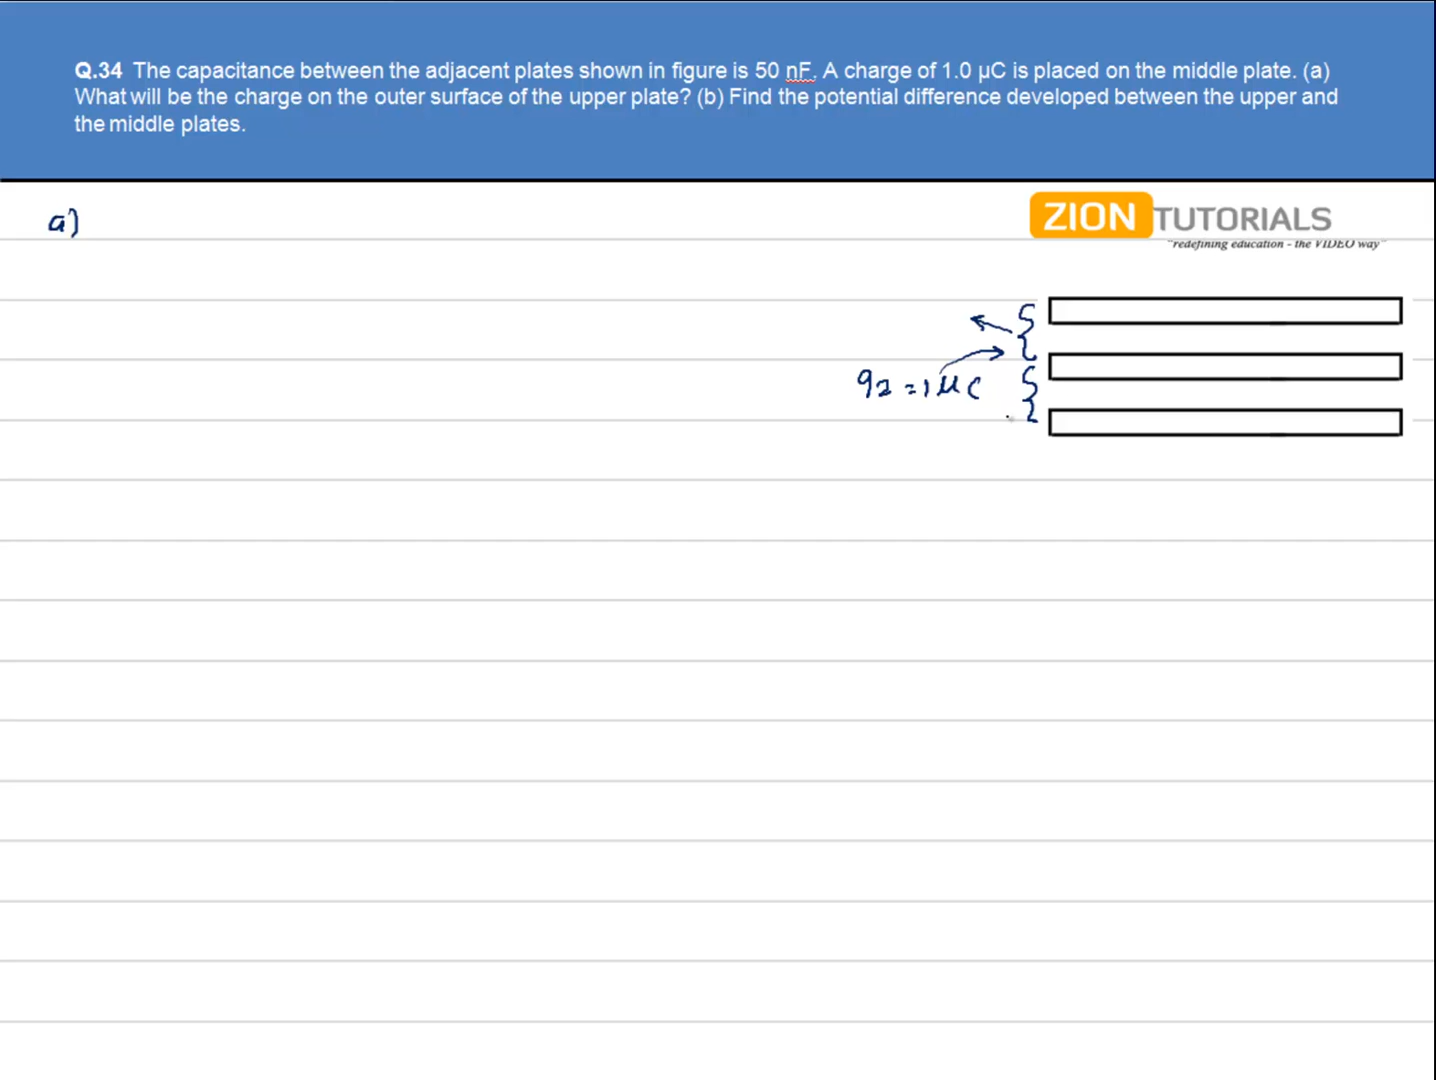 Q.34 The capacitance between the adjacent plates shown in figure is 50 nF. A charge of 1.0 μC is placed on the middle plate. (a)
What will be the charge on the outer surface of the upper plate? (b) Find the potential difference developed between the upper and
the middle plates.
a)
ZION TUTORIALS
"redefining education - the VIDEO way"
q2 = 1 μC